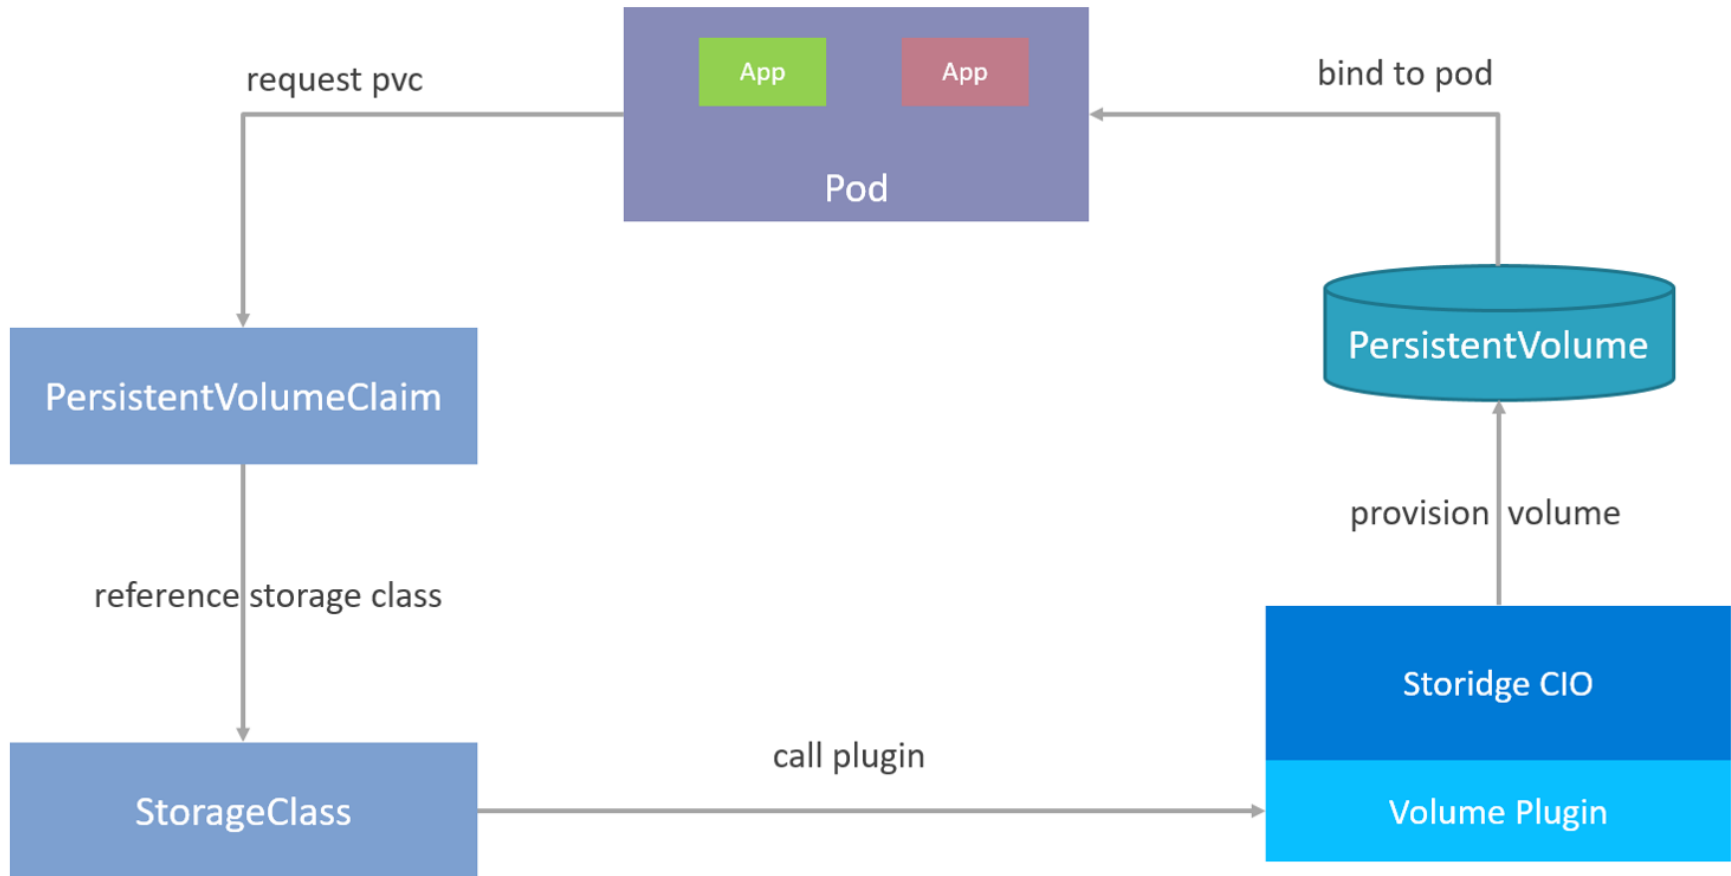 App
App
Pod
request pvc
bind to pod
PersistentVolumeClaim
PersistentVolume
reference storage class
provision volume
StorageClass
call plugin
Storidge CIO
Volume Plugin